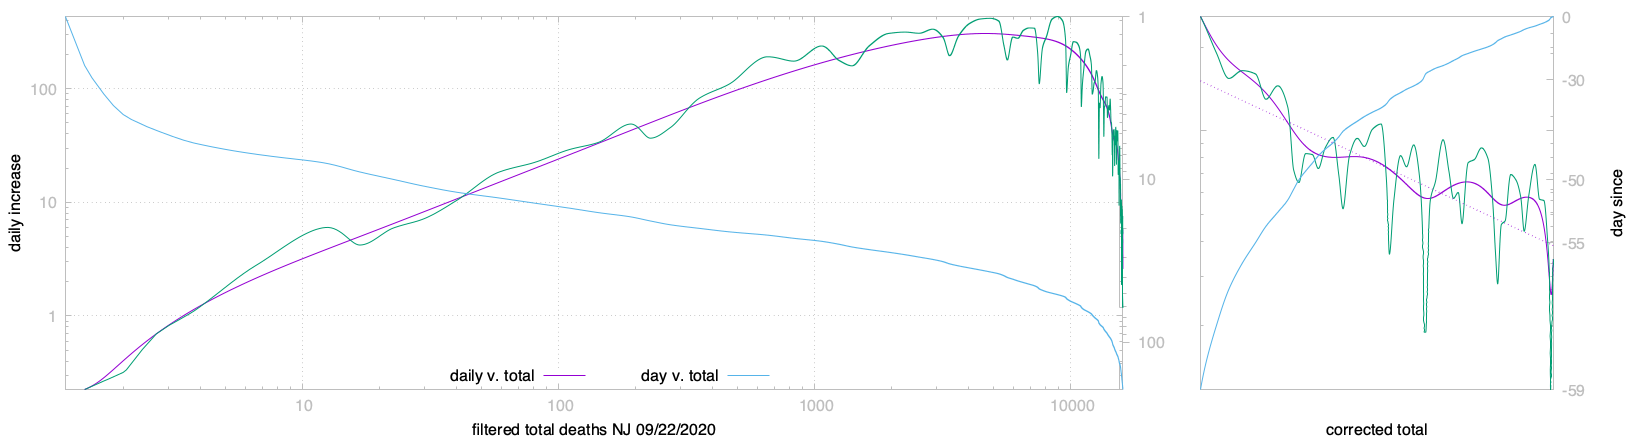 daily increase
100
10
1
10
100
1000
10000
filtered total deaths NJ 09/22/2020
daily v. total
day v. total
1
10
100
0
-30
-50
-55
-59
day since
corrected total